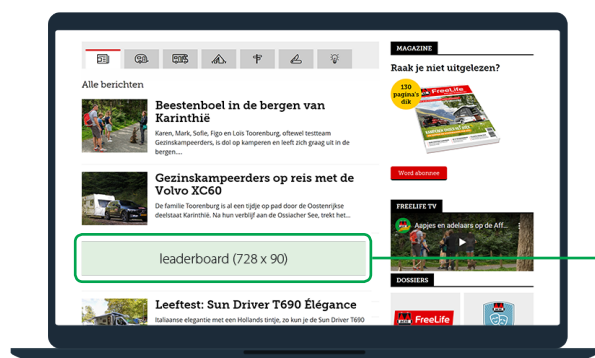 MAGAZINE
Raak je niet uitgelezen?
130
pagina's
dik
FreeLife
Word abonnee
Alle berichten
Beestenboel in de bergen van
Karinthië
Karen, Mark, Sofie, Figo en Loïs Toorenburg, oftewel testteam
Gezinskampeerders, is dol op kamperen en leeft zich graag uit in de
bergen....
Gezinskampeerders op reis met de
Volvo XC60
De familie Toorenburg is al een tijdje op pad door de Oostenrijkse
deelstaat Karinthië. Na hun verblijf aan de Ossiacher See, trekt het...
leaderboard (728 x 90)
Leeftest: Sun Driver T690 Élégance
Italiaanse elegantie met een Hollands tintje, zo kun je de Sun Driver T690
FREELIFE TV
Aapjes en adelaars op de Aff...
DOSSIERS
FreeLife